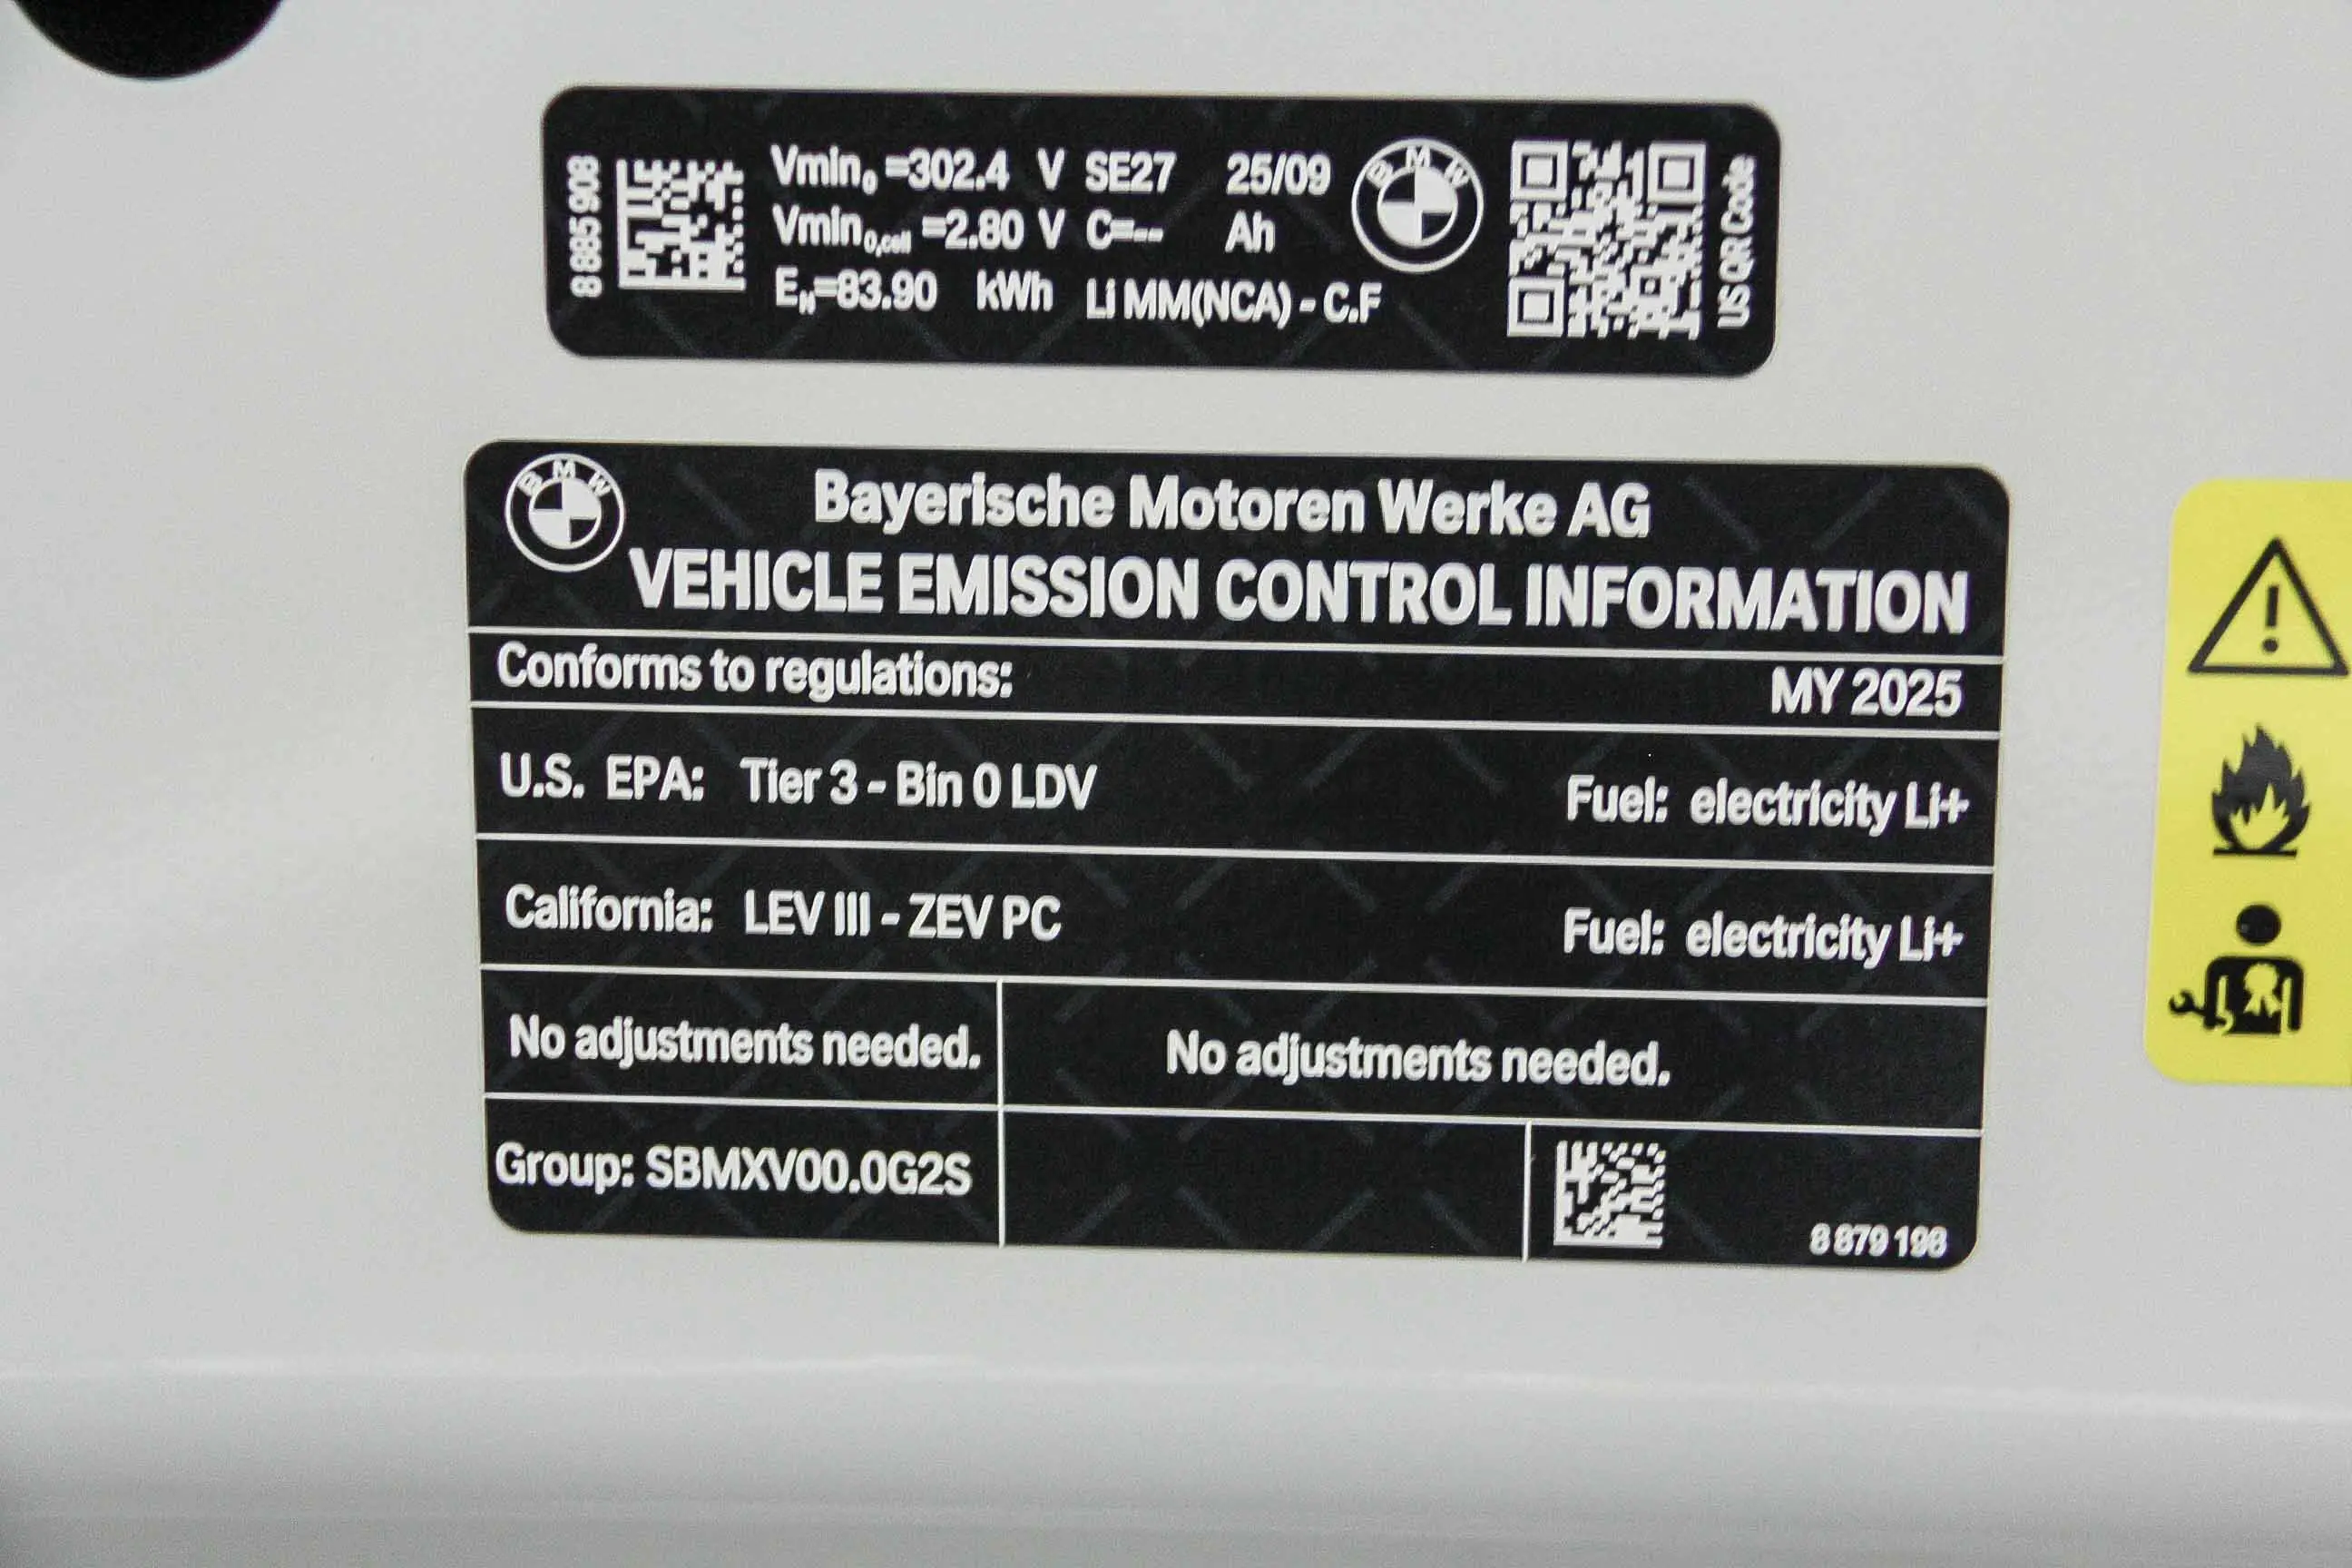 8 885 908
Vmin0 =302.4 V SE27 25/09
Vmin0,cell =2.80 V C=-- Ah
EN=83.90 kWh Li MM(NCA) - C.F
BMW
US QR Code
BMW
Bayerische Motoren Werke AG
VEHICLE EMISSION CONTROL INFORMATION
Conforms to regulations: MY 2025
U.S. EPA: Tier 3 - Bin 0 LDV Fuel: electricity Li+
California: LEV III - ZEV PC Fuel: electricity Li+
No adjustments needed. No adjustments needed.
Group: SBMXV00.0G2S
8 879 198